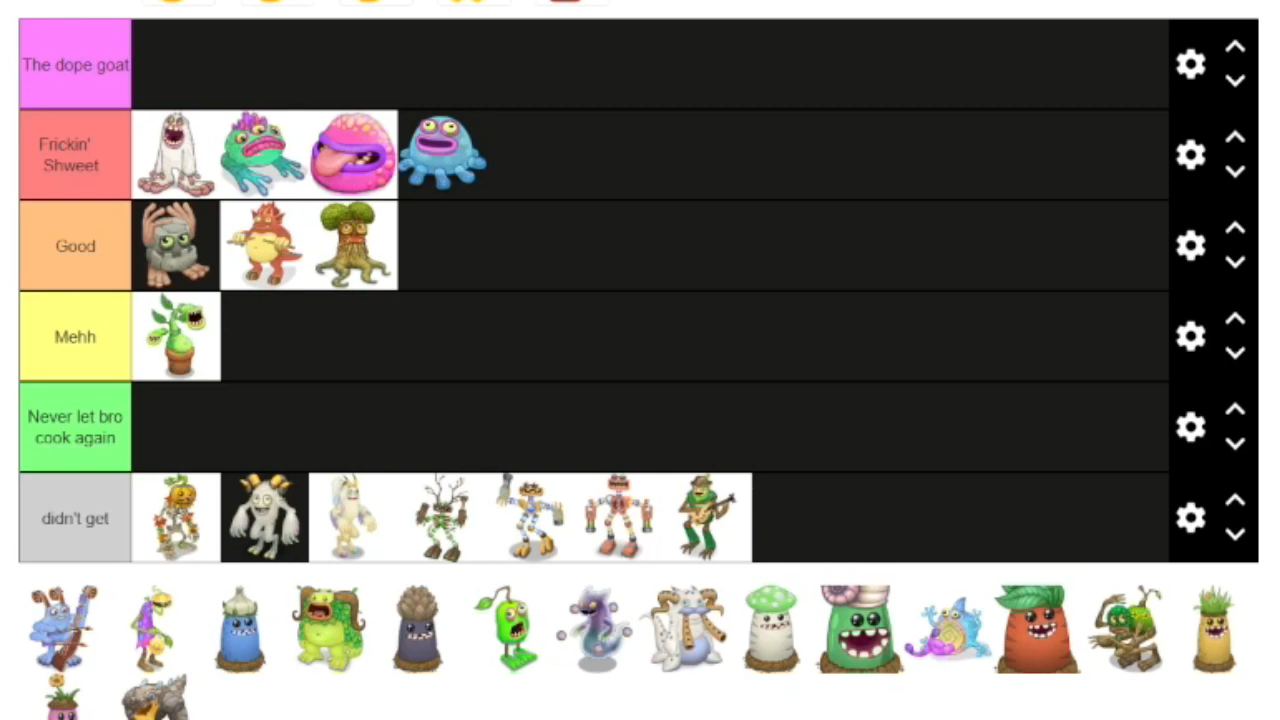 The dope goat
Frickin'
Shweet
Good
Mehh
Never let bro
cook again
didn't get